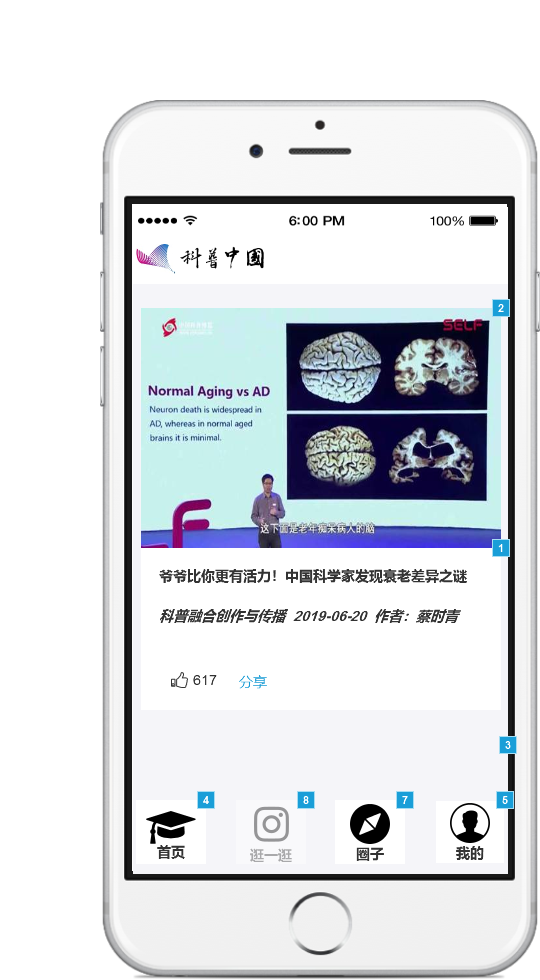 6:00 PM
100%
科普中國
2
SELF
Normal Aging vs AD
Neuron death is widespread in
AD, whereas in normal aged
brains it is minimal.
这下面是老年痴呆病人的脑
1
爷爷比你更有活力！中国科学家发现衰老差异之谜
科普融合创作与传播 2019-06-20 作者：蔡时青
617 分享
3
4
8
7
5
首页
逛一逛
圈子
我的